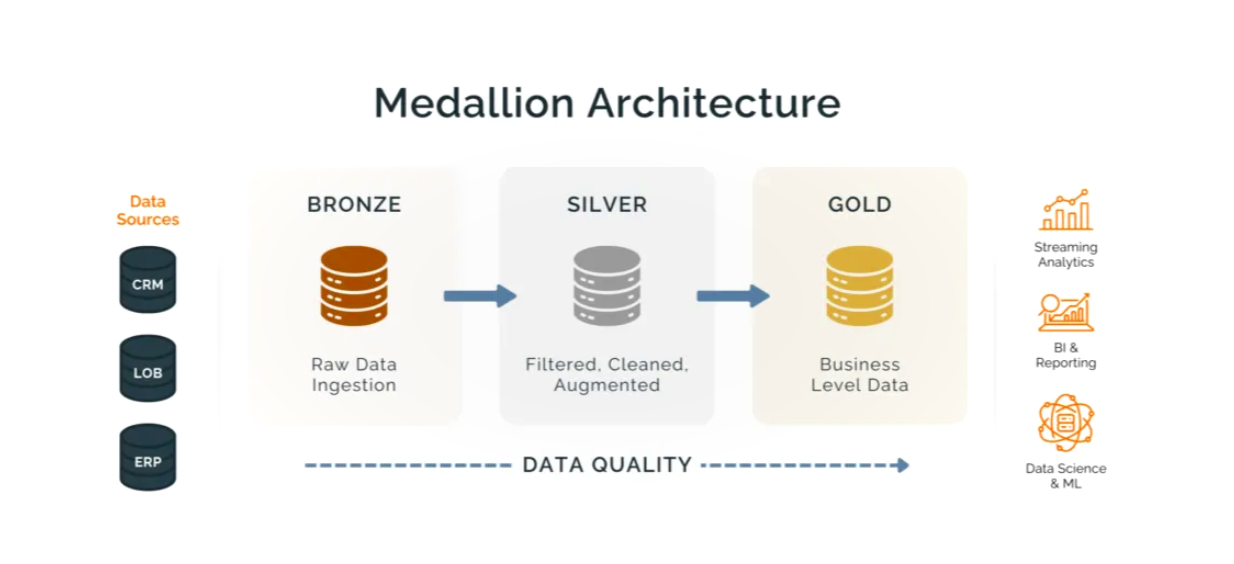 Medallion Architecture
Data
Sources
CRM
LOB
ERP
BRONZE
Raw Data
Ingestion
SILVER
Filtered, Cleaned,
Augmented
GOLD
Business
Level Data
DATA QUALITY
Streaming
Analytics
BI &
Reporting
Data Science
& ML